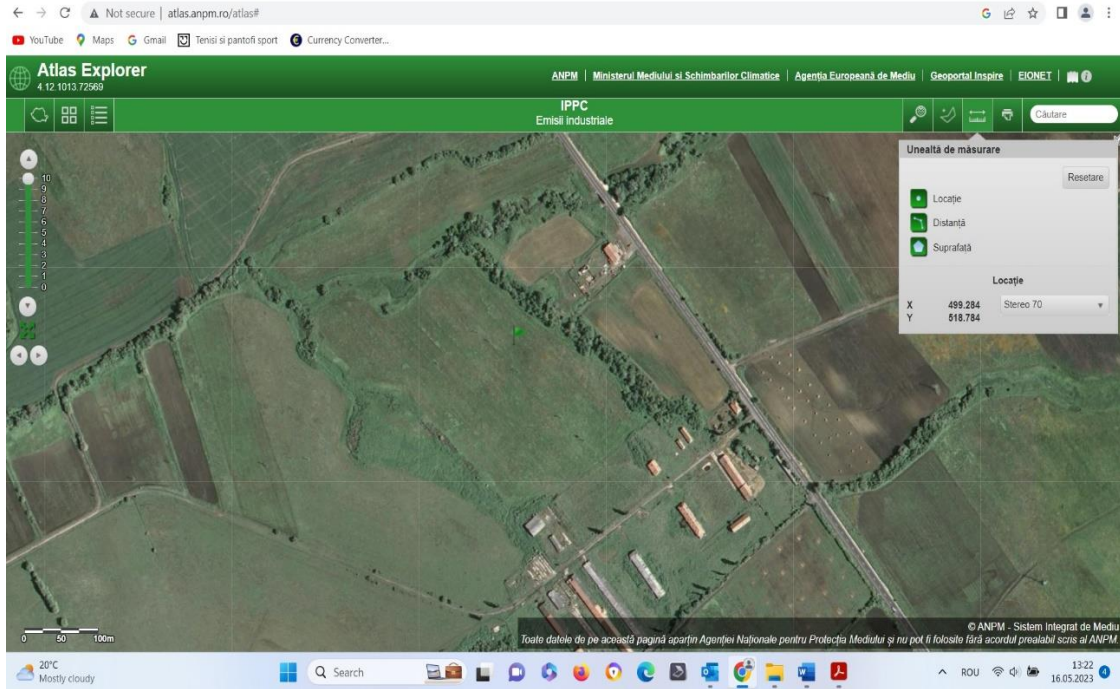 Not secure | atlas.anpm.ro/atlas#
YouTube Maps Gmail Tenisi si pantofi sport Currency Converter...
Atlas Explorer
4.12.1013.72569
ANPM | Ministerul Mediului si Schimbarilor Climatice | Agenția Europeană de Mediu | Geoportal Inspire | EIONET |
IPPC
Emisii industriale
Căutare
Unealtă de măsurare
Resetare
Locație
Distanță
Suprafață
Locație
X 499.284 Stereo 70
Y 518.784
10
9
8
7
6
5
4
3
2
1
0
0 50 100m
© ANPM - Sistem Integrat de Mediu
Toate datele de pe această pagină aparțin Agenției Naționale pentru Protecția Mediului și nu pot fi folosite fără acordul prealabil scris al ANPM.
20°C
Mostly cloudy
Search
ROU
13:22
16.05.2023
4